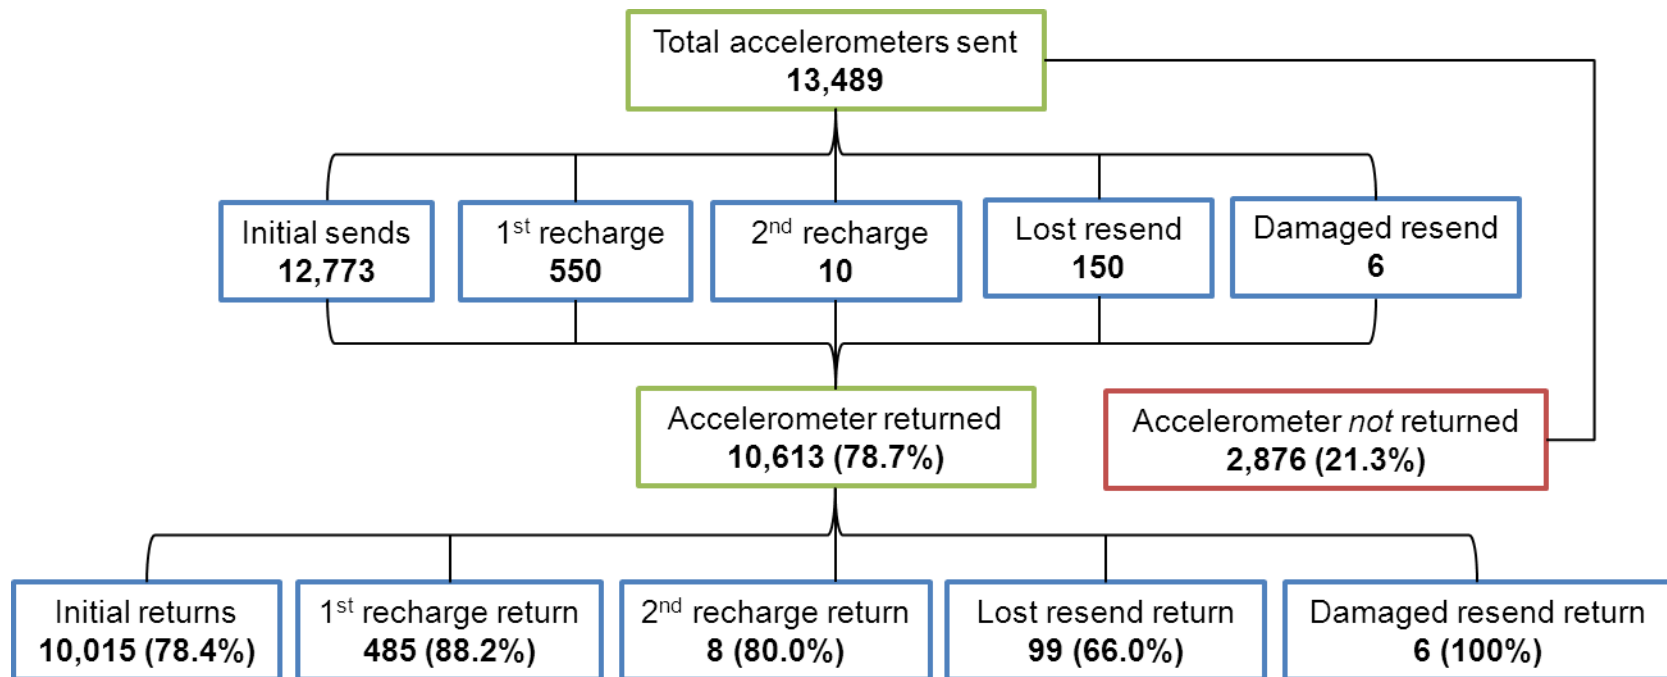 Total accelerometers sent
13,489
Initial sends
12,773
1st recharge
550
2nd recharge
10
Lost resend
150
Damaged resend
6
Accelerometer returned
10,613 (78.7%)
Accelerometer not returned
2,876 (21.3%)
Initial returns
10,015 (78.4%)
1st recharge return
485 (88.2%)
2nd recharge return
8 (80.0%)
Lost resend return
99 (66.0%)
Damaged resend return
6 (100%)